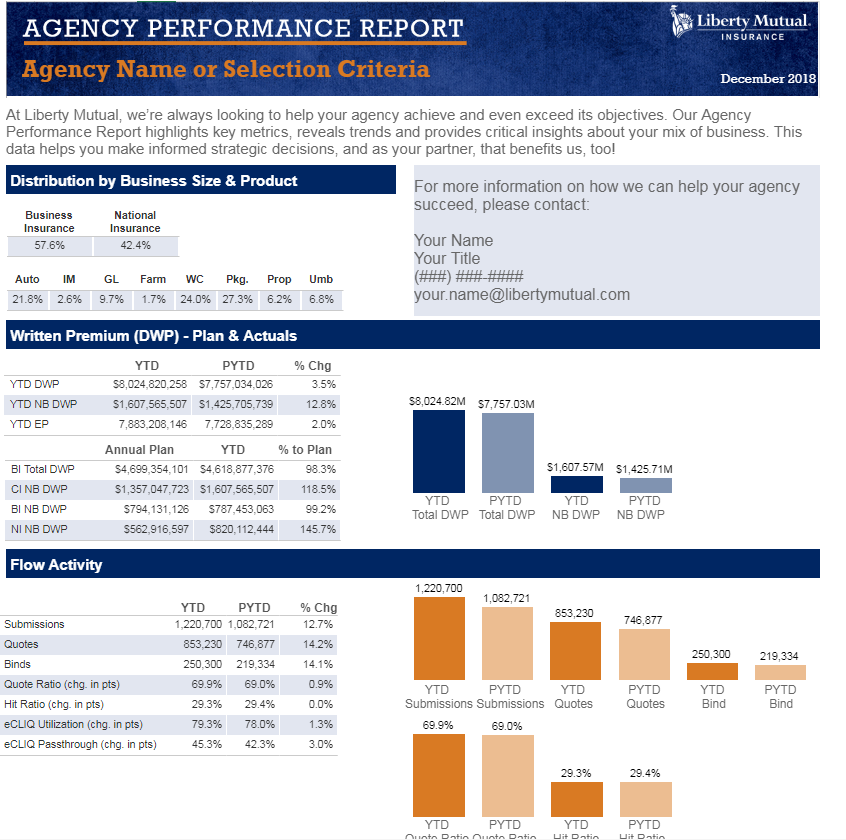 AGENCY PERFORMANCE REPORT
Liberty Mutual.
INSURANCE
Agency Name or Selection Criteria
December 2018
At Liberty Mutual, we're always looking to help your agency achieve and even exceed its objectives. Our Agency
Performance Report highlights key metrics, reveals trends and provides critical insights about your mix of business. This
data helps you make informed strategic decisions, and as your partner, that benefits us, too!
Distribution by Business Size & Product
Business National
Insurance Insurance
57.6% 42.4%
Auto IM GL Farm WC Pkg. Prop Umb
21.8% 2.6% 9.7% 1.7% 24.0% 27.3% 6.2% 6.8%
For more information on how we can help your agency
succeed, please contact:
Your Name
Your Title
(###) ###-####
your.name@libertymutual.com
Written Premium (DWP) - Plan & Actuals
YTD PYTD % Chg
YTD DWP $8,024,820,258 $7,757,034,026 3.5%
YTD NB DWP $1,607,565,507 $1,425,705,739 12.8%
YTD EP 7,883,208,146 7,728,835,289 2.0%
Annual Plan YTD % to Plan
BI Total DWP $4,699,354,101 $4,618,877,376 98.3%
CI NB DWP $1,357,047,723 $1,607,565,507 118.5%
BI NB DWP $794,131,126 $787,453,063 99.2%
NI NB DWP $562,916,597 $820,112,444 145.7%
$8,024.82M $7,757.03M
$1,607.57M $1,425.71M
YTD PYTD YTD PYTD
Total DWP Total DWP NB DWP NB DWP
Flow Activity
YTD PYTD % Chg
Submissions 1,220,700 1,082,721 12.7%
Quotes 853,230 746,877 14.2%
Binds 250,300 219,334 14.1%
Quote Ratio (chg. in pts) 69.9% 69.0% 0.9%
Hit Ratio (chg. in pts) 29.3% 29.4% 0.0%
eCLIQ Utilization (chg. in pts) 79.3% 78.0% 1.3%
eCLIQ Passthrough (chg. in pts) 45.3% 42.3% 3.0%
1,220,700 1,082,721 853,230 746,877 250,300 219,334
YTD PYTD YTD PYTD YTD PYTD
Submissions Submissions Quotes Quotes Bind Bind
69.9% 69.0% 29.3% 29.4%
YTD PYTD YTD PYTD
Quote Ratio Quote Ratio Hit Ratio Hit Ratio